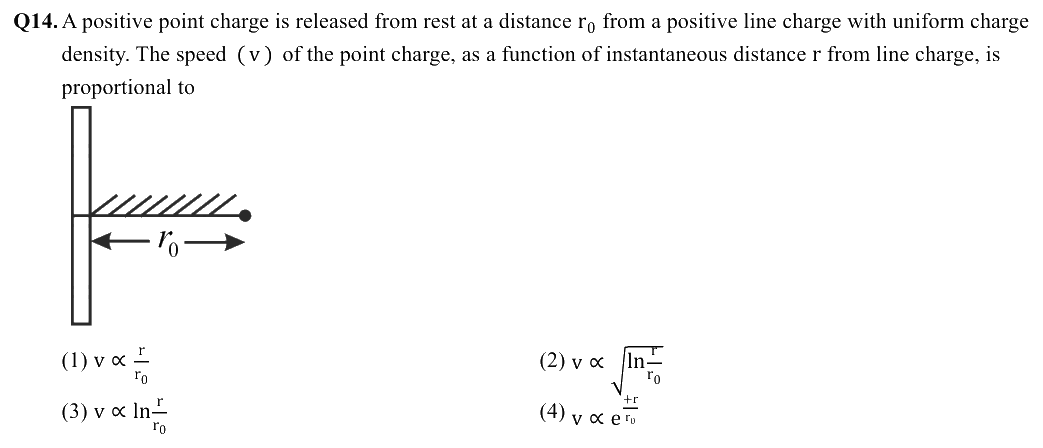 Q14. A positive point charge is released from rest at a distance r₀ from a positive line charge with uniform charge
density. The speed (v) of the point charge, as a function of instantaneous distance r from line charge, is
proportional to
r₀
(1) v ∝ r/r₀
(2) v ∝ √(ln r/r₀)
(3) v ∝ ln r/r₀
(4) v ∝ e^(+r/r₀)